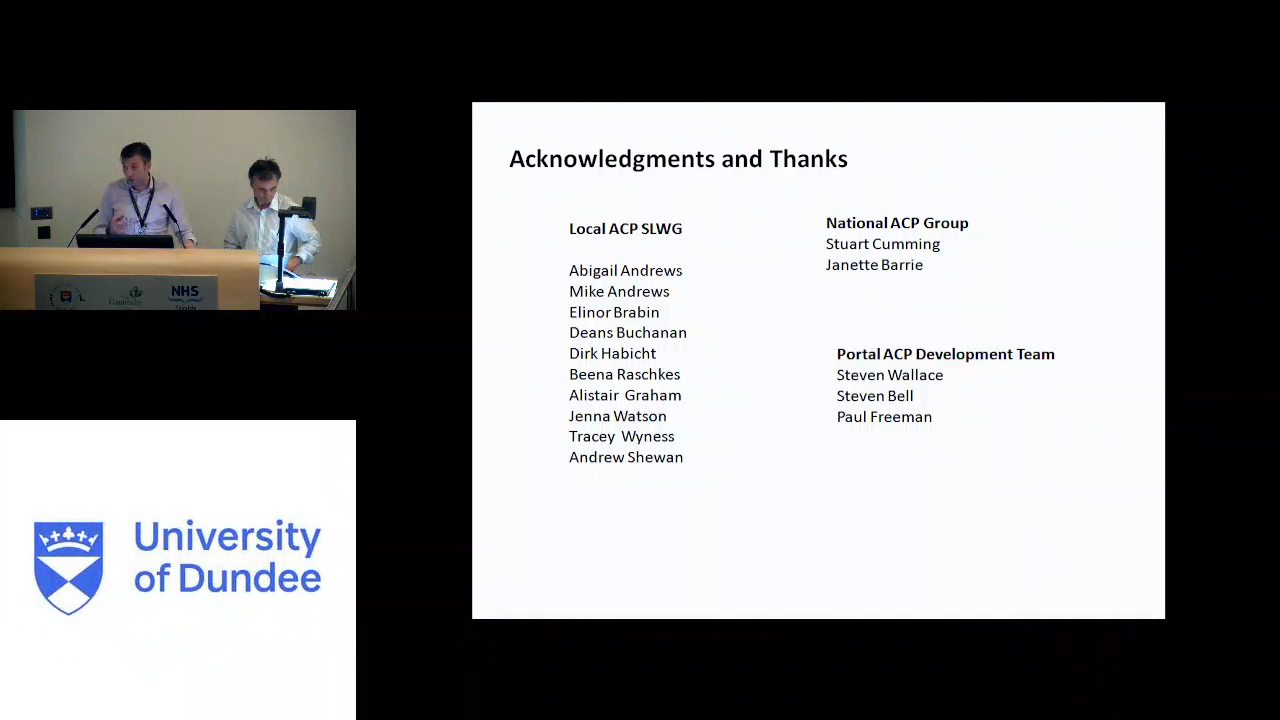 Acknowledgments and Thanks
Local ACP SLWG
Abigail Andrews
Mike Andrews
Elinor Brabin
Deans Buchanan
Dirk Habicht
Beena Raschkes
Alistair Graham
Jenna Watson
Tracey Wyness
Andrew Shewan
National ACP Group
Stuart Cumming
Janette Barrie
Portal ACP Development Team
Steven Wallace
Steven Bell
Paul Freeman
NHS
University
of Dundee